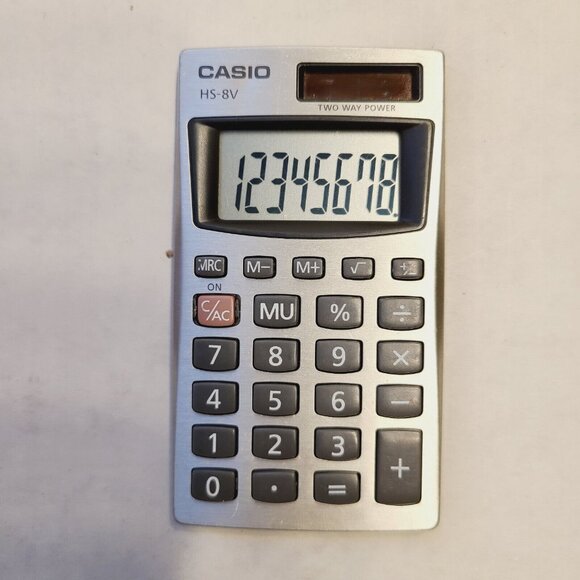 CASIO
HS-8V
TWO WAY POWER
12345678.
MRC M− M+ √ +/−
ON
C/AC MU % ÷
7 8 9 ×
4 5 6 −
1 2 3 +
0 . =